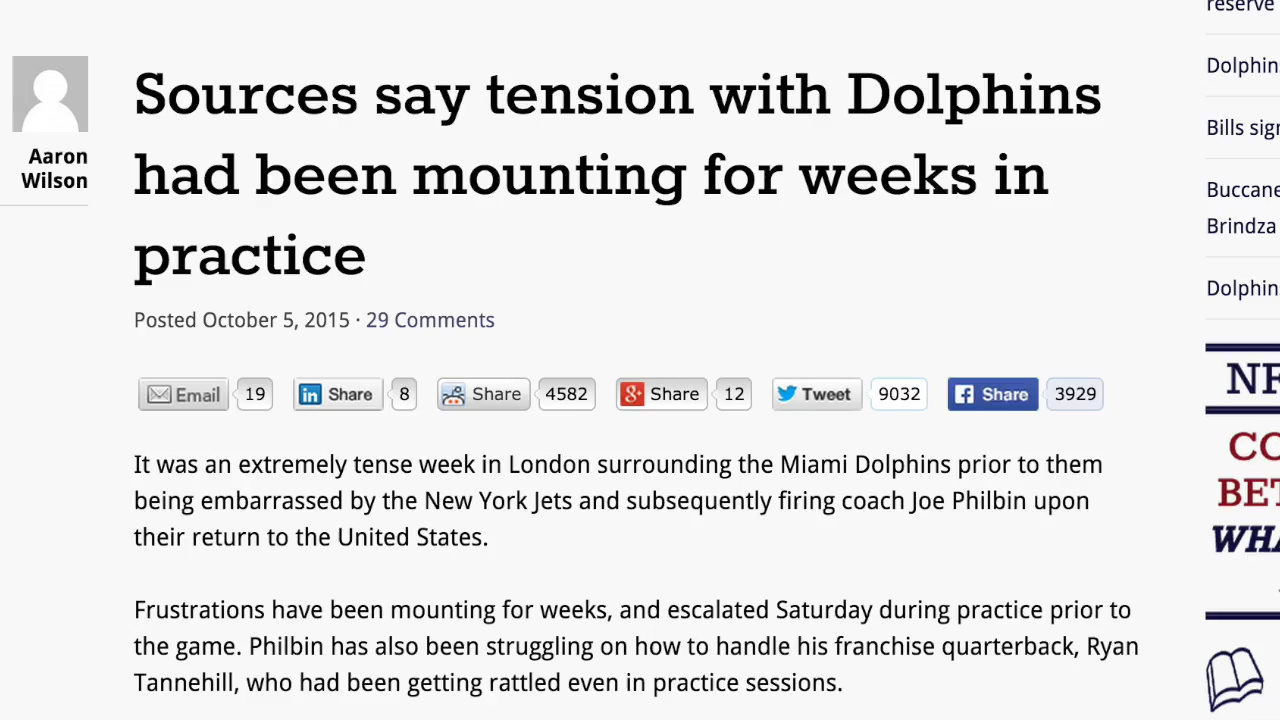 Aaron
Wilson
Sources say tension with Dolphins
had been mounting for weeks in
practice
Posted October 5, 2015 · 29 Comments
Email 19 Share 8 Share 4582 Share 12 Tweet 9032 Share 3929
It was an extremely tense week in London surrounding the Miami Dolphins prior to them
being embarrassed by the New York Jets and subsequently firing coach Joe Philbin upon
their return to the United States.
Frustrations have been mounting for weeks, and escalated Saturday during practice prior to
the game. Philbin has also been struggling on how to handle his franchise quarterback, Ryan
Tannehill, who had been getting rattled even in practice sessions.
reserve
Dolphin
Bills sig
Buccane
Brindza
Dolphin
NF
CO
BET
WHA